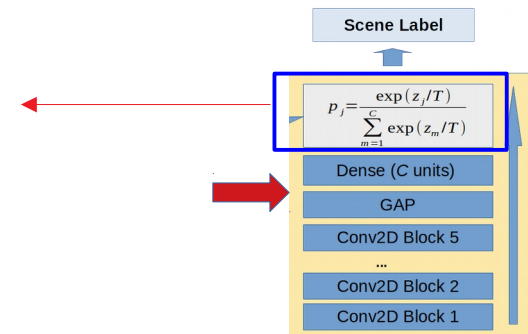 Scene Label
p_j = exp(z_j/T) / ∑_{m=1}^{C} exp(z_m/T)
Dense (C units)
GAP
Conv2D Block 5
...
Conv2D Block 2
Conv2D Block 1